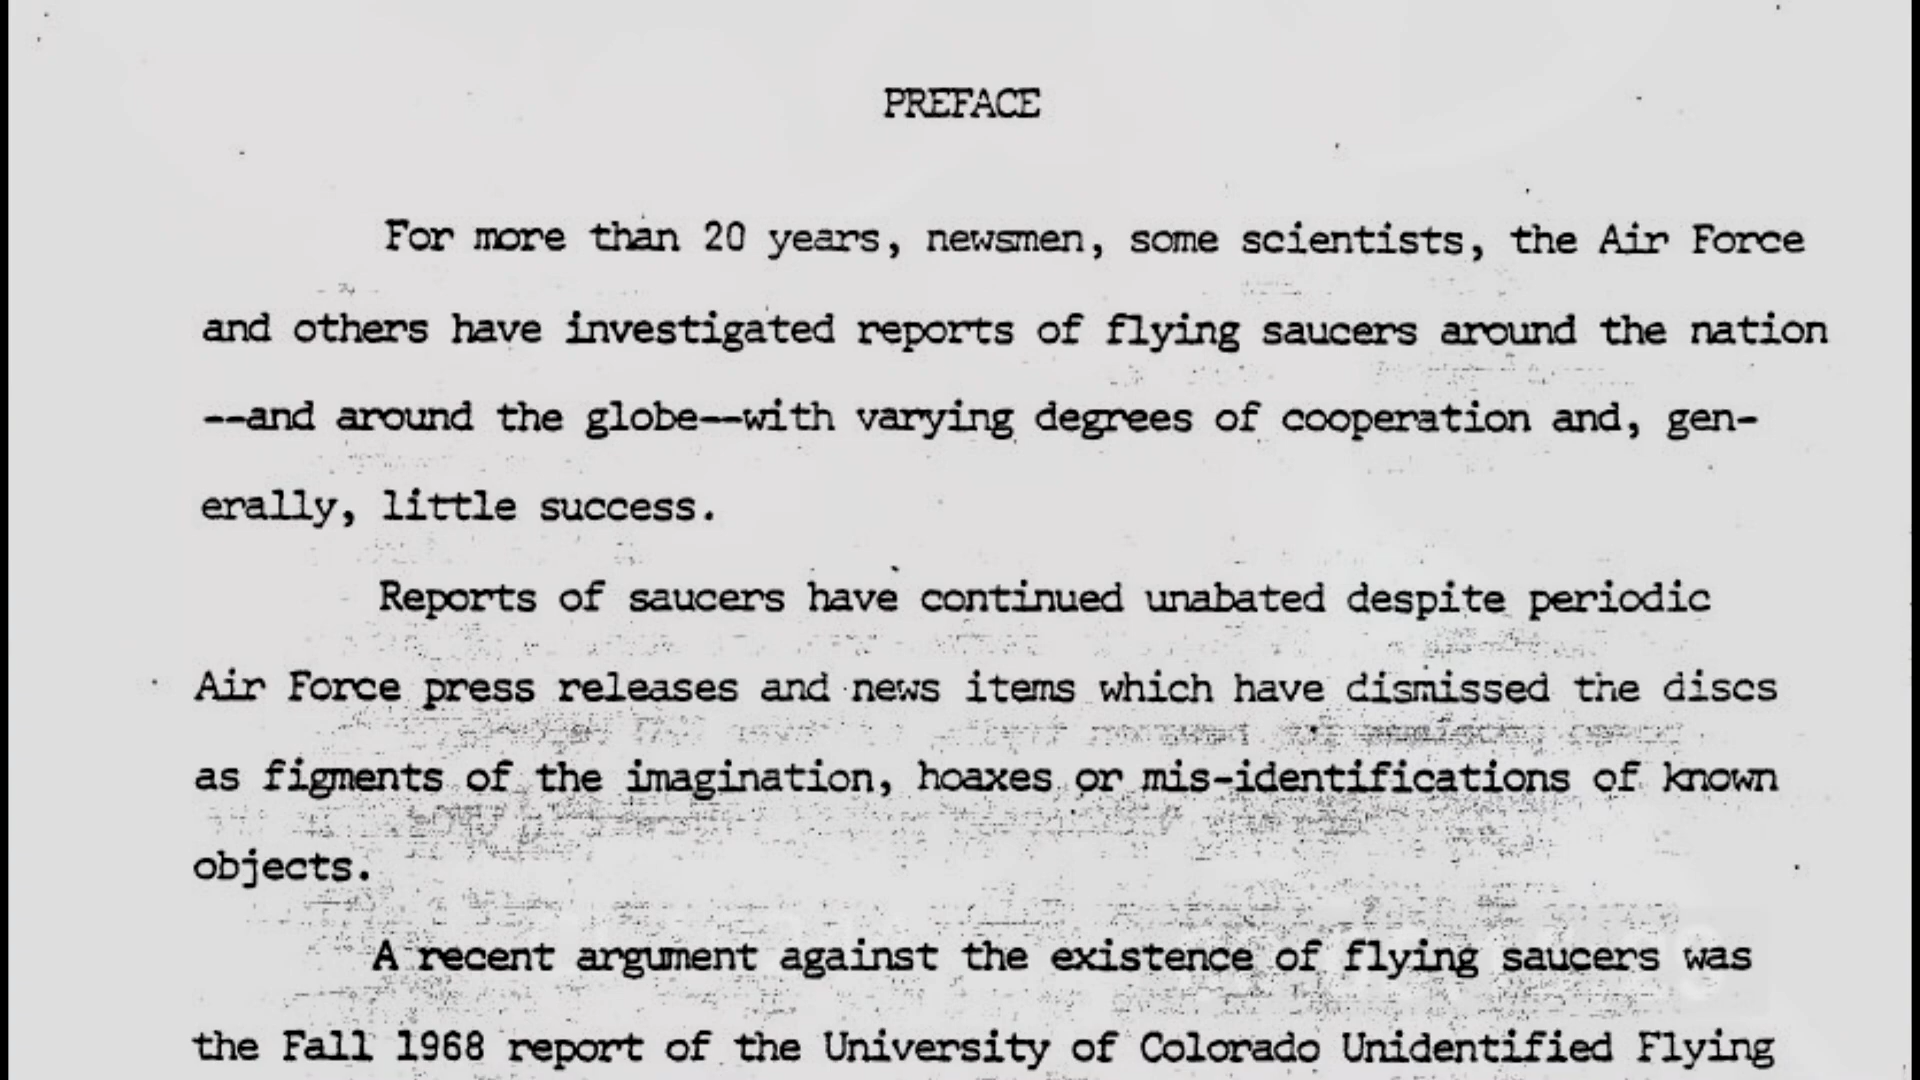 PREFACE
For more than 20 years, newsmen, some scientists, the Air Force
and others have investigated reports of flying saucers around the nation
--and around the globe--with varying degrees of cooperation and, gen-
erally, little success.
Reports of saucers have continued unabated despite periodic
Air Force press releases and news items which have dismissed the discs
as figments of the imagination, hoaxes or mis-identifications of known
objects.
A recent argument against the existence of flying saucers was
the Fall 1968 report of the University of Colorado Unidentified Flying